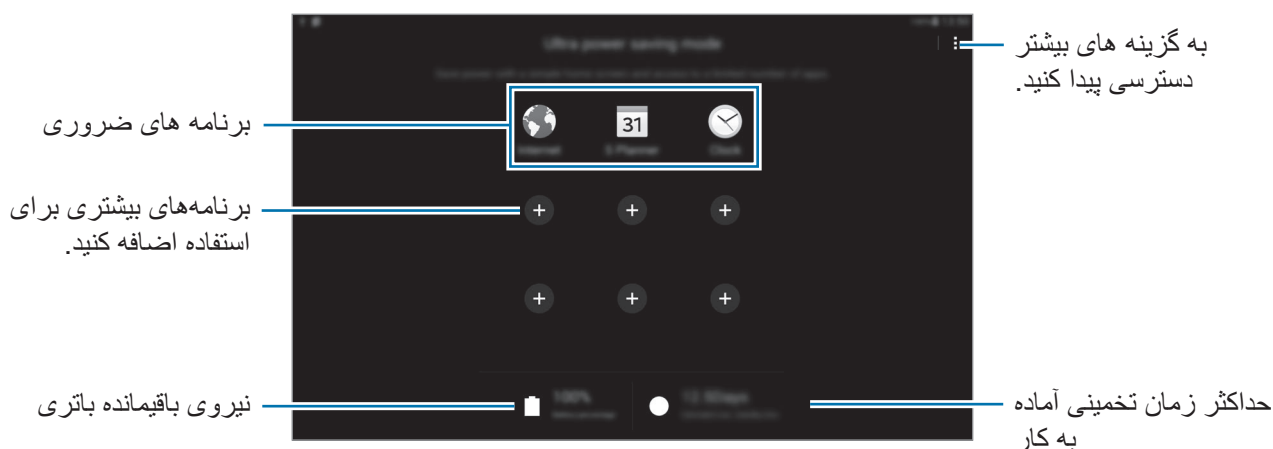 Ultra power saving mode
به گزینه های بیشتر
دسترسی پیدا کنید.
برنامه های ضروری
31
Internet
S Planner
Clock
برنامه‌های بیشتری برای
استفاده اضافه کنید.
+ + +
+ + +
نیروی باقیمانده باتری
100%
حداکثر زمان تخمینی آماده
به کار